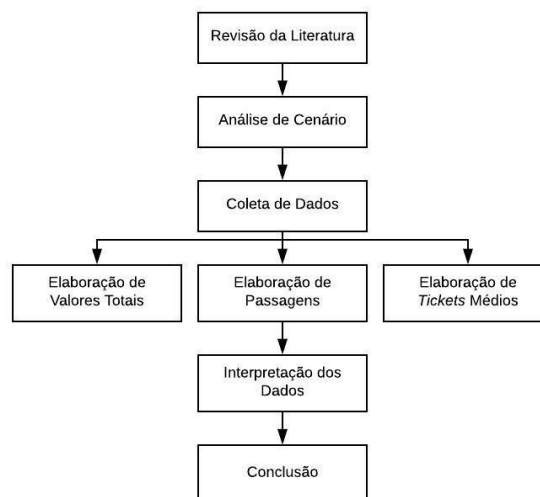 Revisão da Literatura
Análise de Cenário
Coleta de Dados
Elaboração de
Valores Totais
Elaboração de
Passagens
Elaboração de
Tickets Médios
Interpretação dos
Dados
Conclusão